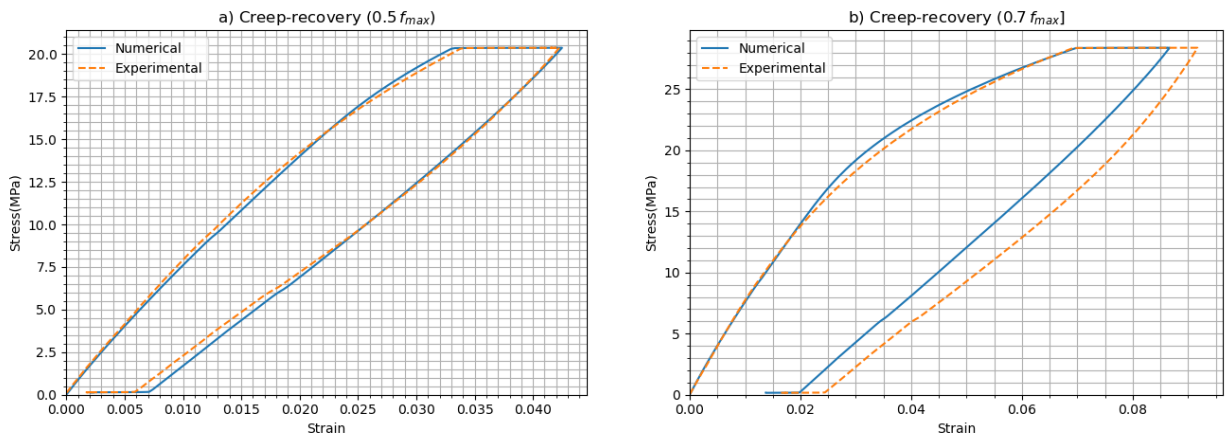 a) Creep-recovery (0.5 f_max)
Numerical
Experimental
Stress(MPa)
20.0
17.5
15.0
12.5
10.0
7.5
5.0
2.5
0.0
0.000 0.005 0.010 0.015 0.020 0.025 0.030 0.035 0.040
Strain
b) Creep-recovery (0.7 f_max]
Numerical
Experimental
Stress(MPa)
25
20
15
10
5
0
0.00 0.02 0.04 0.06 0.08
Strain